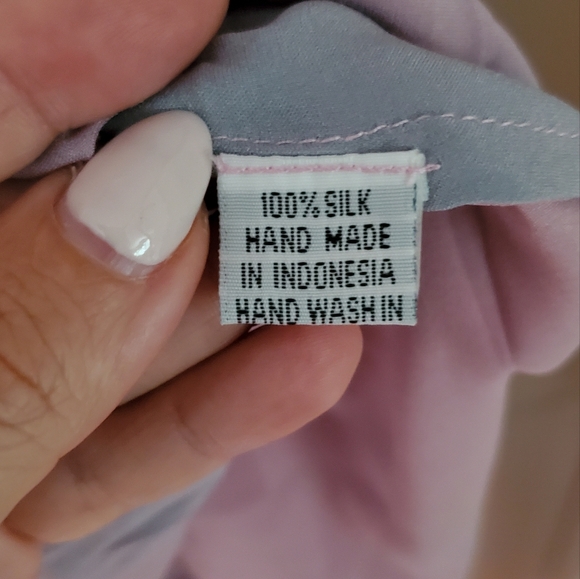 100% SILK
HAND MADE
IN INDONESIA
HAND WASH IN